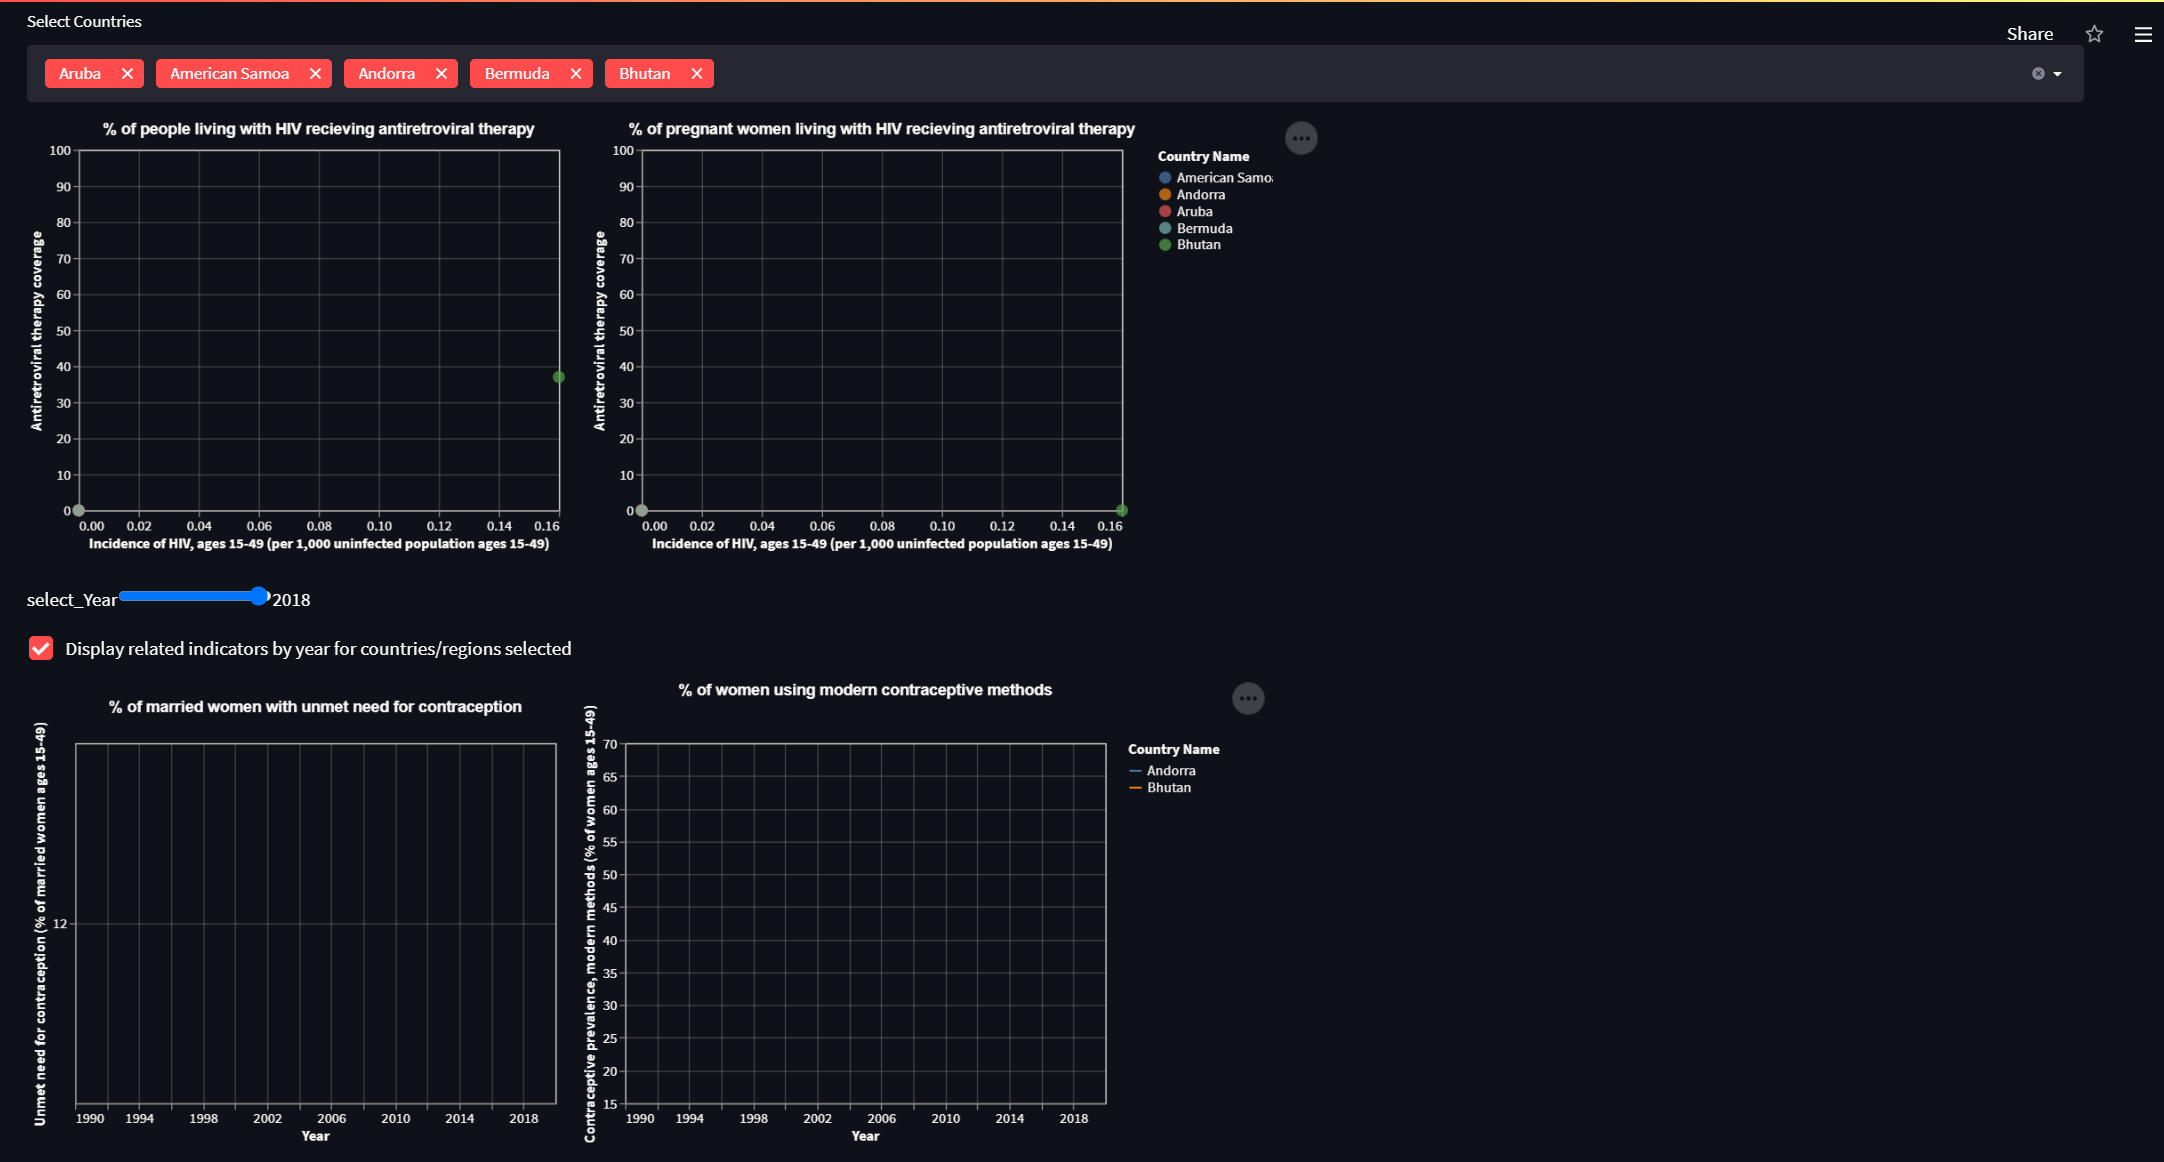 Select Countries
Share
Aruba
American Samoa
Andorra
Bermuda
Bhutan
% of people living with HIV recieving antiretroviral therapy
Antiretroviral therapy coverage
100
90
80
70
60
50
40
30
20
10
0
0.00 0.02 0.04 0.06 0.08 0.10 0.12 0.14 0.16
Incidence of HIV, ages 15-49 (per 1,000 uninfected population ages 15-49)
% of pregnant women living with HIV recieving antiretroviral therapy
Antiretroviral therapy coverage
100
90
80
70
60
50
40
30
20
10
0
0.00 0.02 0.04 0.06 0.08 0.10 0.12 0.14 0.16
Incidence of HIV, ages 15-49 (per 1,000 uninfected population ages 15-49)
Country Name
American Samo
Andorra
Aruba
Bermuda
Bhutan
select_Year 2018
Display related indicators by year for countries/regions selected
% of married women with unmet need for contraception
Unmet need for contraception (% of married women ages 15-49)
12
1990 1994 1998 2002 2006 2010 2014 2018
Year
% of women using modern contraceptive methods
Contraceptive prevalence, modern methods (% of women ages 15-49)
70
65
60
55
50
45
40
35
30
25
20
15
1990 1994 1998 2002 2006 2010 2014 2018
Year
Country Name
Andorra
Bhutan